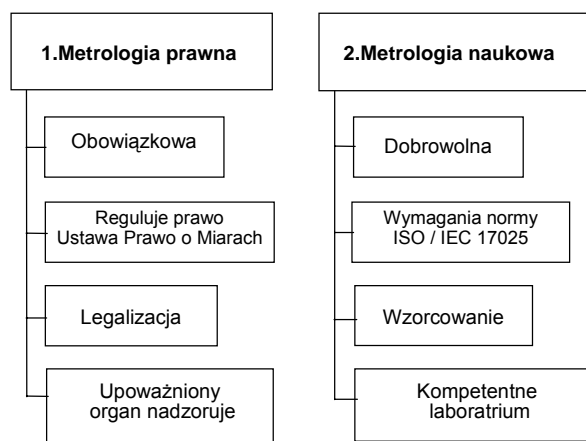 1.Metrologia prawna
Obowiązkowa
Reguluje prawo
Ustawa Prawo o Miarach
Legalizacja
Upoważniony
organ nadzoruje
2.Metrologia naukowa
Dobrowolna
Wymagania normy
ISO / IEC 17025
Wzorcowanie
Kompetentne
laboratrium